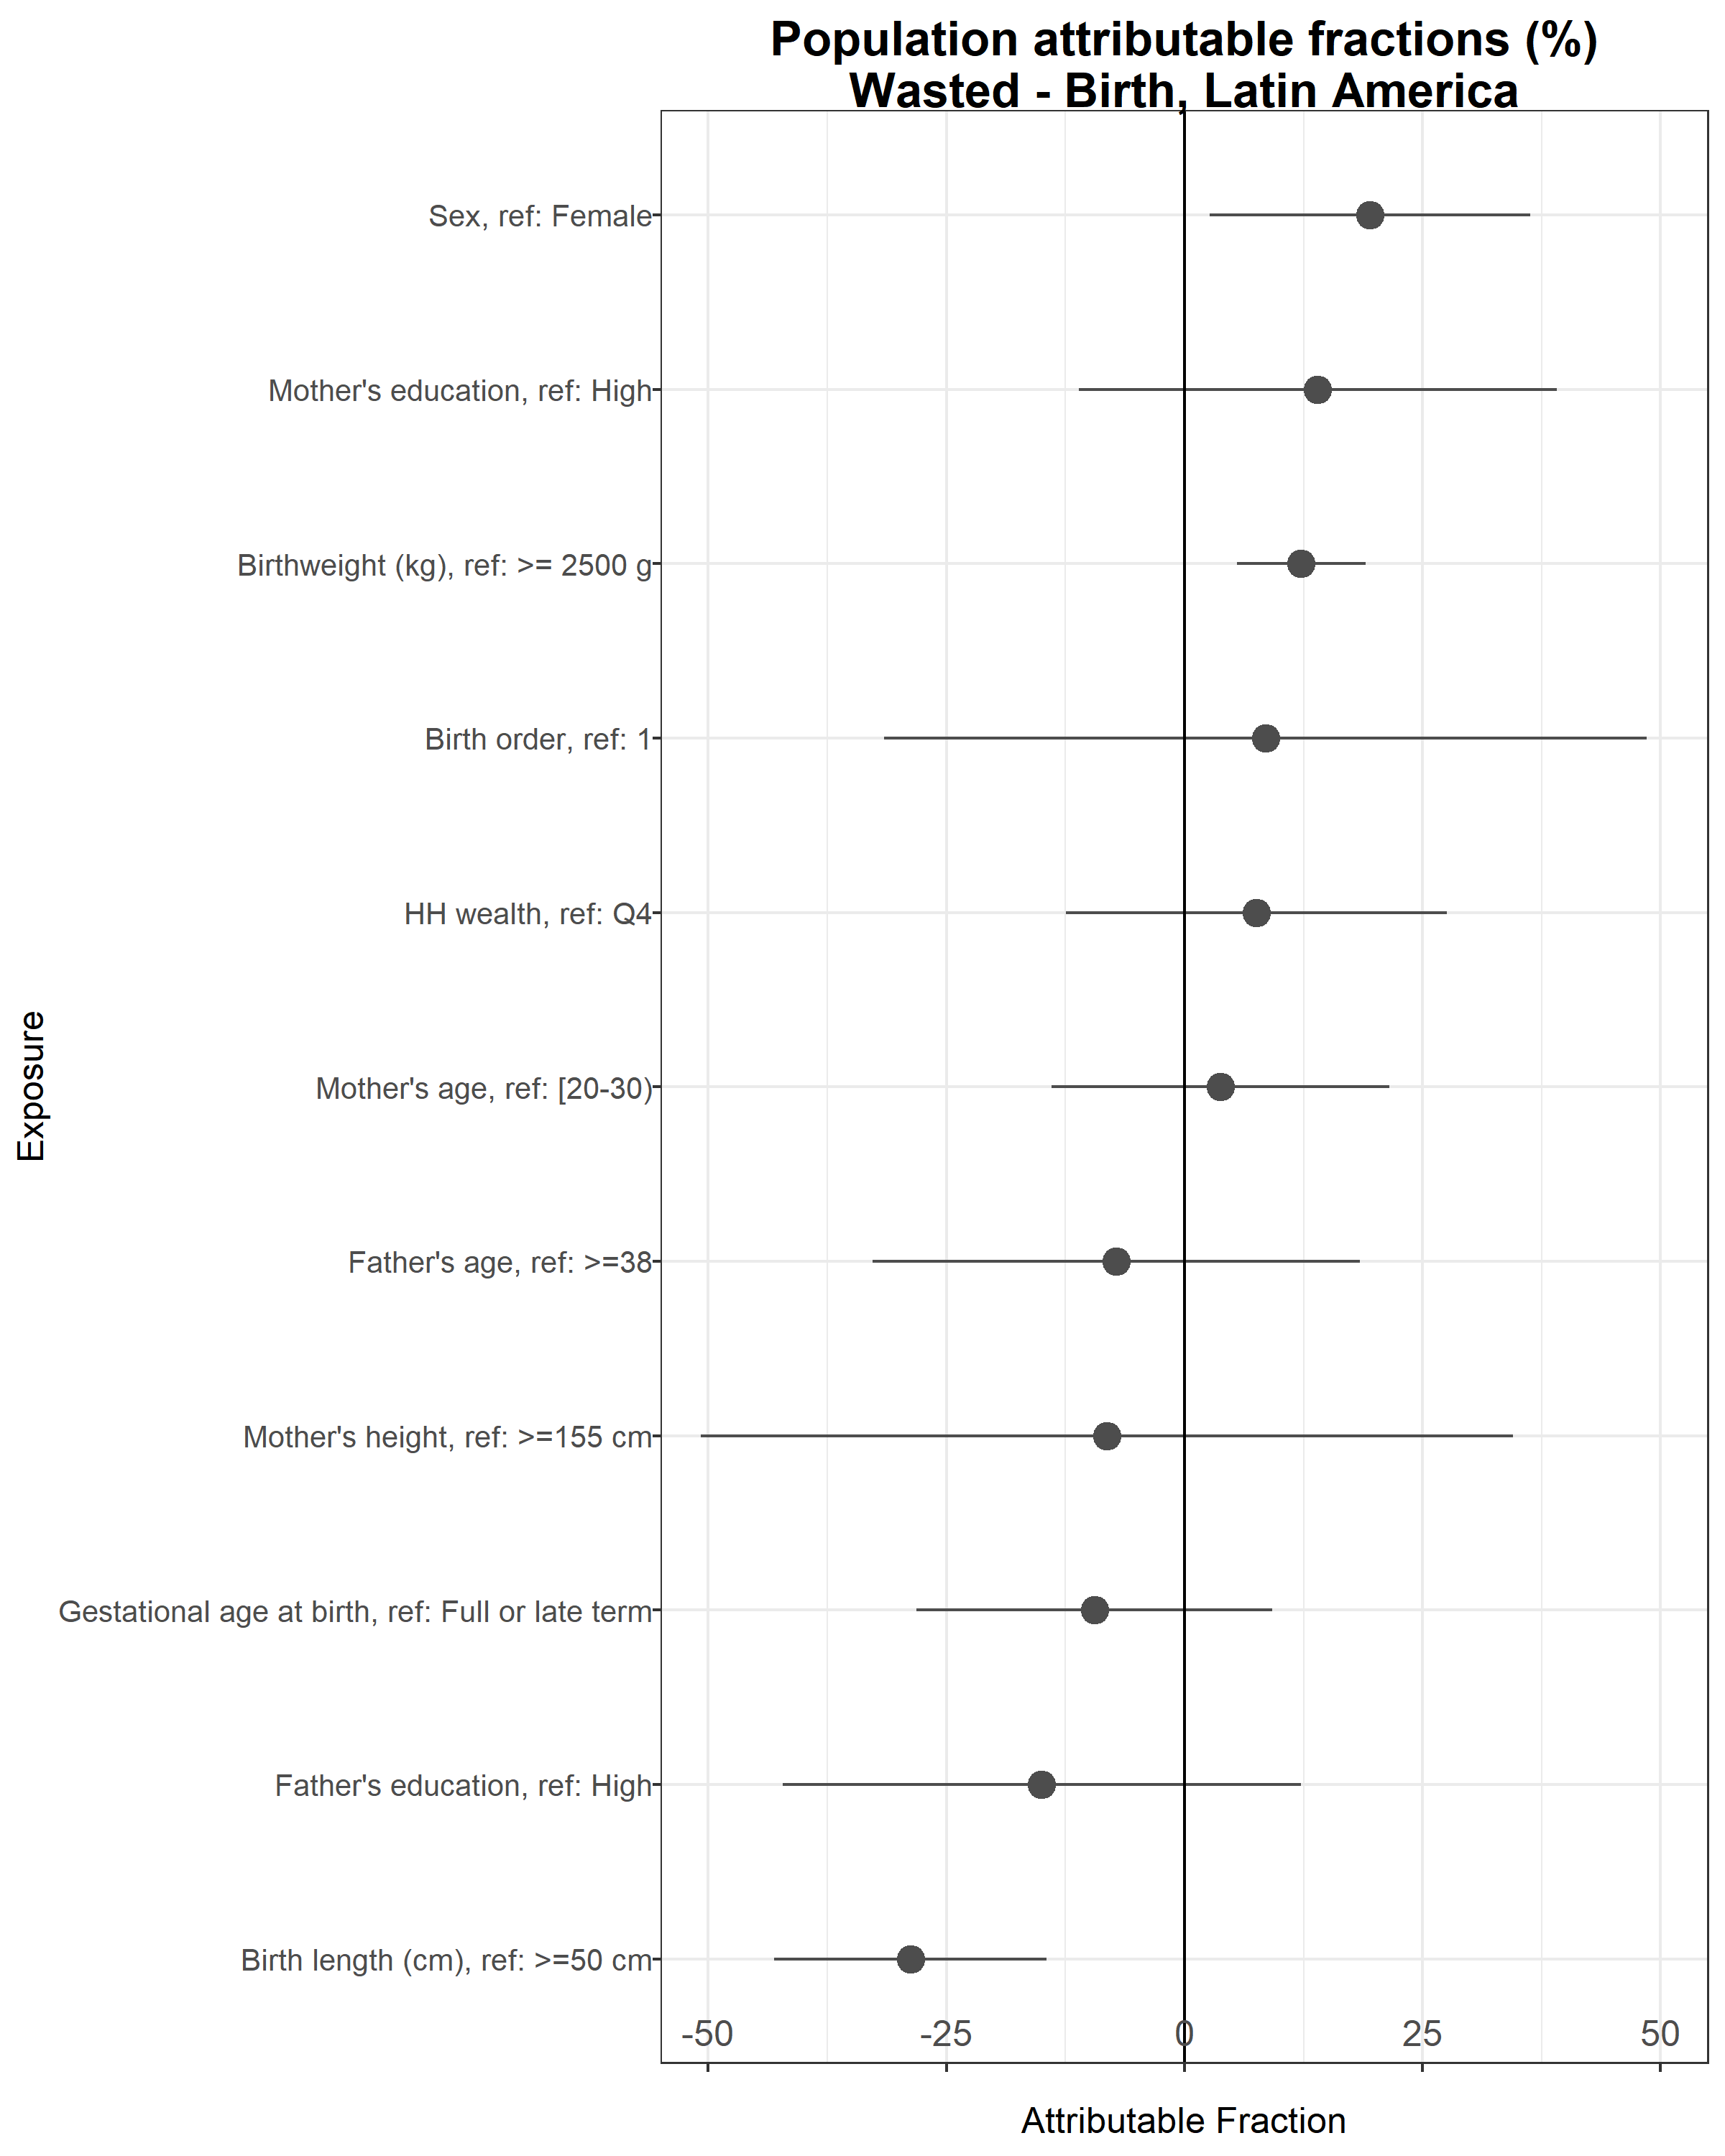 Population attributable fractions (%)
Wasted - Birth, Latin America
Sex, ref: Female
Mother's education, ref: High
Birthweight (kg), ref: >= 2500 g
Birth order, ref: 1
HH wealth, ref: Q4
Mother's age, ref: [20-30)
Father's age, ref: >=38
Mother's height, ref: >=155 cm
Gestational age at birth, ref: Full or late term
Father's education, ref: High
Birth length (cm), ref: >=50 cm
Exposure
-50 -25 0 25 50
Attributable Fraction